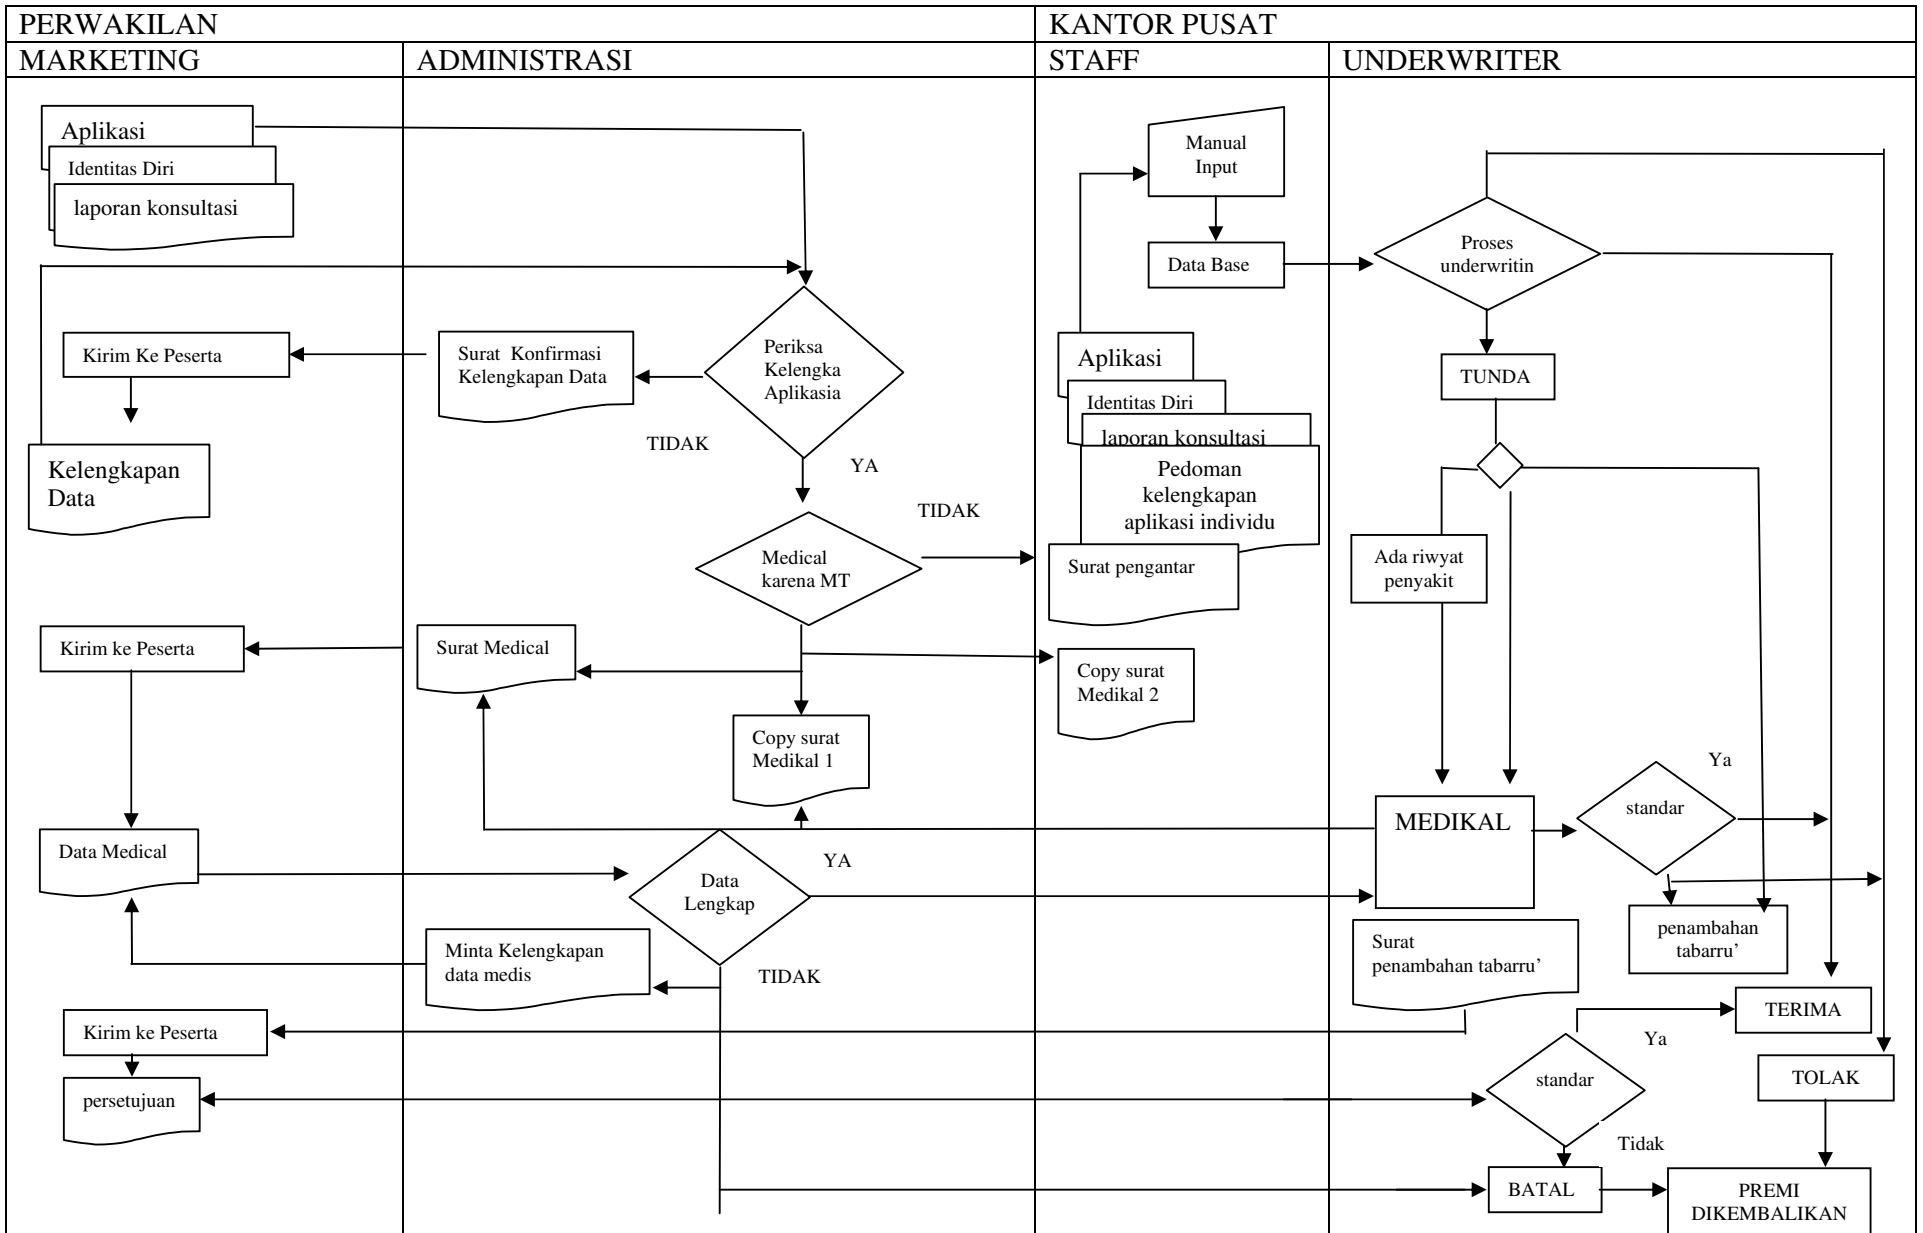 PERWAKILAN
KANTOR PUSAT
MARKETING
ADMINISTRASI
STAFF
UNDERWRITER
Aplikasi
Identitas Diri
laporan konsultasi
Kirim Ke Peserta
Kelengkapan
Data
Surat Konfirmasi
Kelengkapan Data
Periksa
Kelengka
Aplikasia
TIDAK
YA
Medical
karena MT
TIDAK
Kirim ke Peserta
Surat Medical
Copy surat
Medikal 1
Data Medical
Data
Lengkap
YA
TIDAK
Minta Kelengkapan
data medis
Kirim ke Peserta
persetujuan
Manual
Input
Data Base
Aplikasi
Identitas Diri
laporan konsultasi
Pedoman
kelengkapan
aplikasi individu
Surat pengantar
Copy surat
Medikal 2
Proses
underwritin
TUNDA
Ada riwyat
penyakit
MEDIKAL
standar
Ya
penambahan
tabarru’
Surat
penambahan tabarru’
TERIMA
Ya
standar
TOLAK
Tidak
BATAL
PREMI
DIKEMBALIKAN